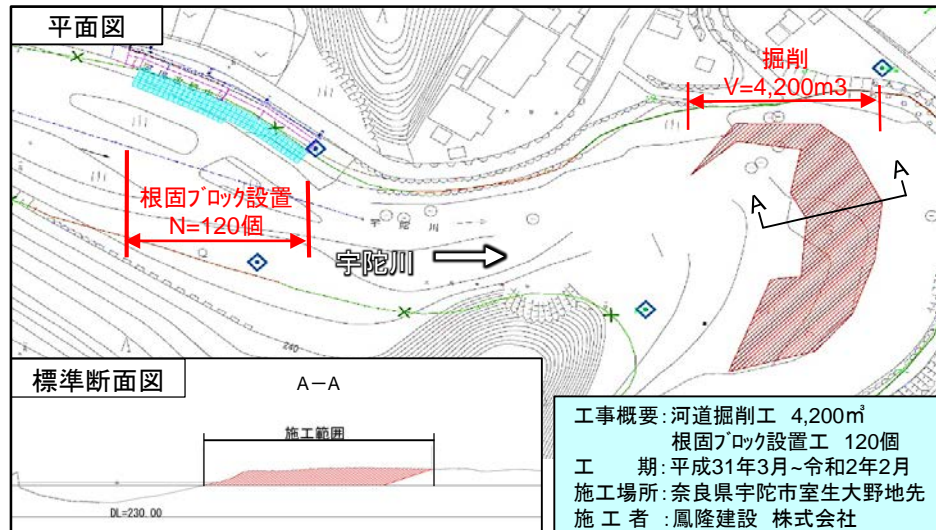 平面図
掘削
V=4,200m3
A
A
根固ブロック設置
N=120個
宇陀川
宇陀川
240
標準断面図
A-A
施工範囲
DL=230.00
工事概要:河道掘削工 4,200㎥
根固ブロック設置工 120個
工 期:平成31年3月~令和2年2月
施工場所:奈良県宇陀市室生大野地先
施工者:鳳隆建設 株式会社